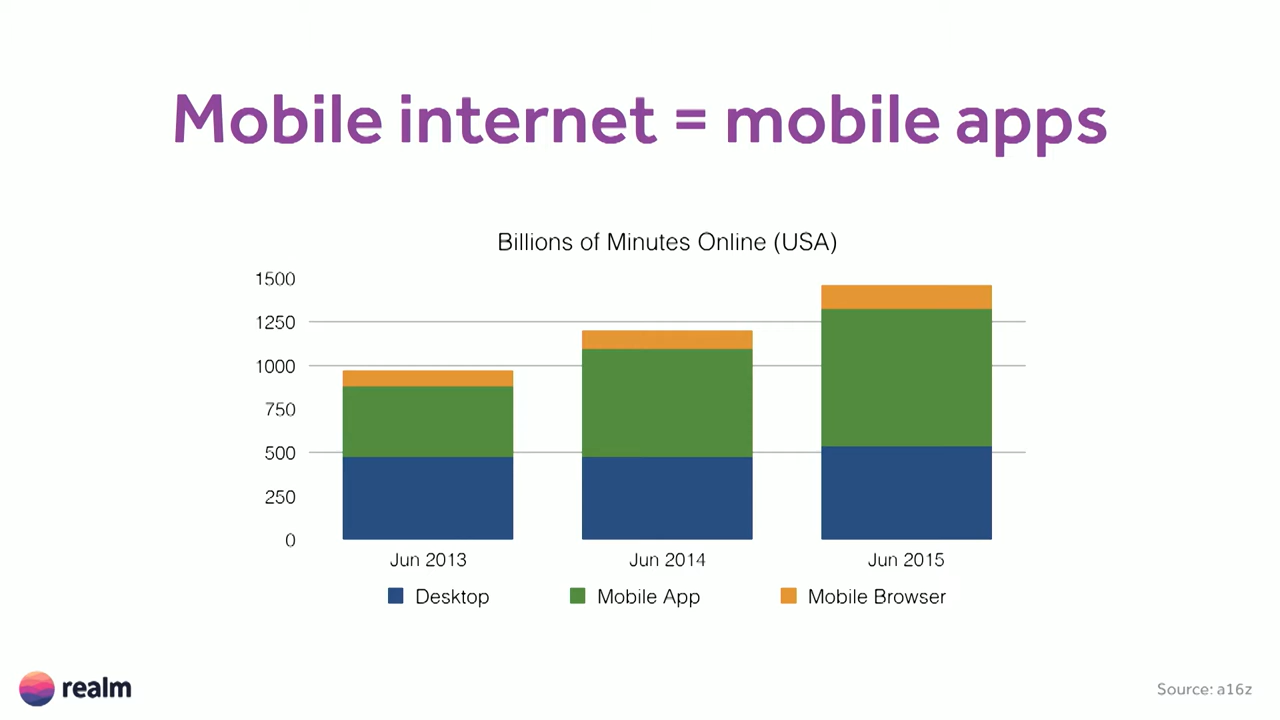 Mobile internet = mobile apps
Billions of Minutes Online (USA)
1500
1250
1000
750
500
250
0
Jun 2013 Jun 2014 Jun 2015
Desktop Mobile App Mobile Browser
realm
Source: a16z